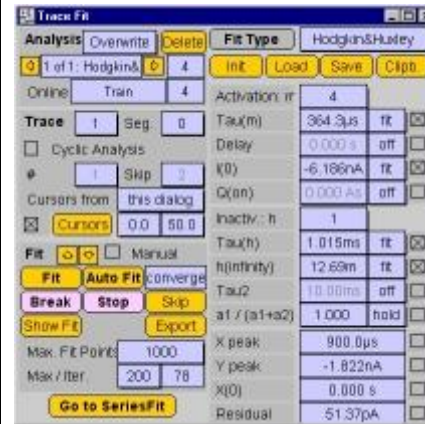 Trace Fit
Analysis Overwrite Delete
1 of 1: Hodgkin& 4
Online Train 4
Trace 1 Seg. 0
Cyclic Analysis
# 1 Skip 2
Cursors from this dialog
Cursors 0.0 50.0
Fit Manual
Fit Auto Fit converge
Break Stop Skip
Show Fit Export
Max. Fit Points 1000
Max / Iter. 200 78
Go to SeriesFit
Fit Type Hodgkin&Huxley
Init Load Save Clipb.
Activation: m 4
Tau(m) 364.3µs fit
Delay 0.000 s off
I(0) -6.186nA fit
Q(on) 0.000 As off
Inactiv.: h 1
Tau(h) 1.015ms fit
h(infinity) 12.69m fit
Tau2 10.00ms off
a1 / (a1+a2) 1.000 hold
X peak 900.0µs
Y peak -1.822nA
X(0) 0.000 s
Residual 51.37pA